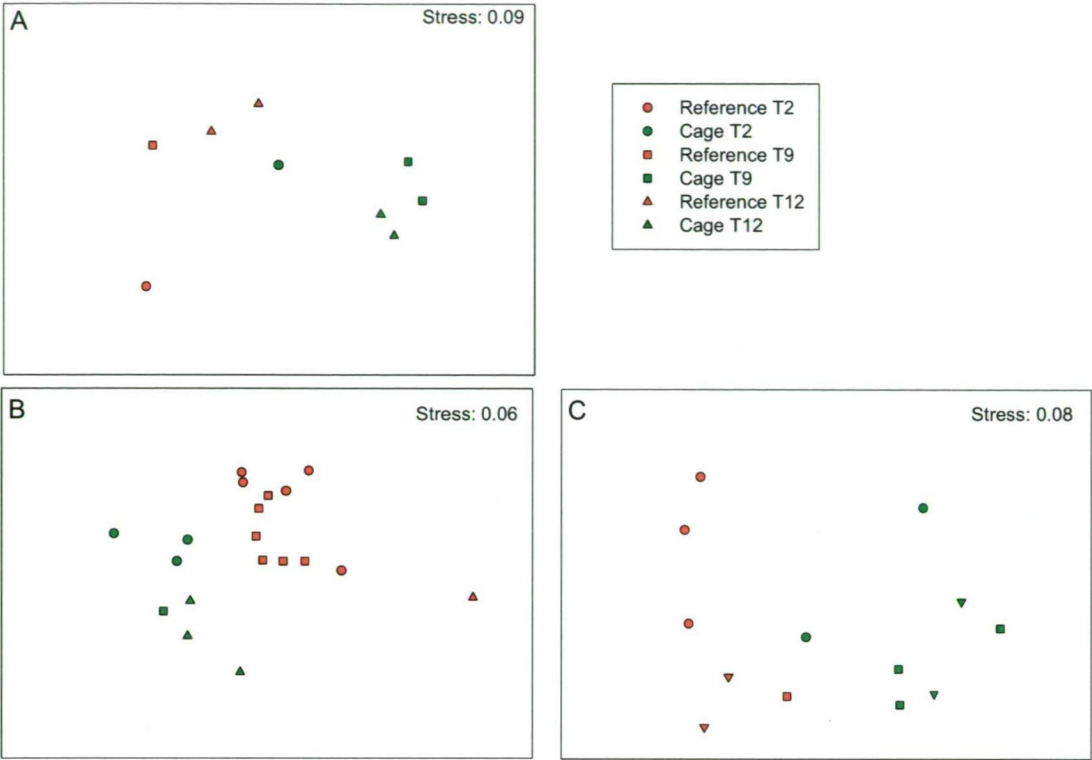 A
Stress: 0.09
Reference T2
Cage T2
Reference T9
Cage T9
Reference T12
Cage T12
B
Stress: 0.06
C
Stress: 0.08